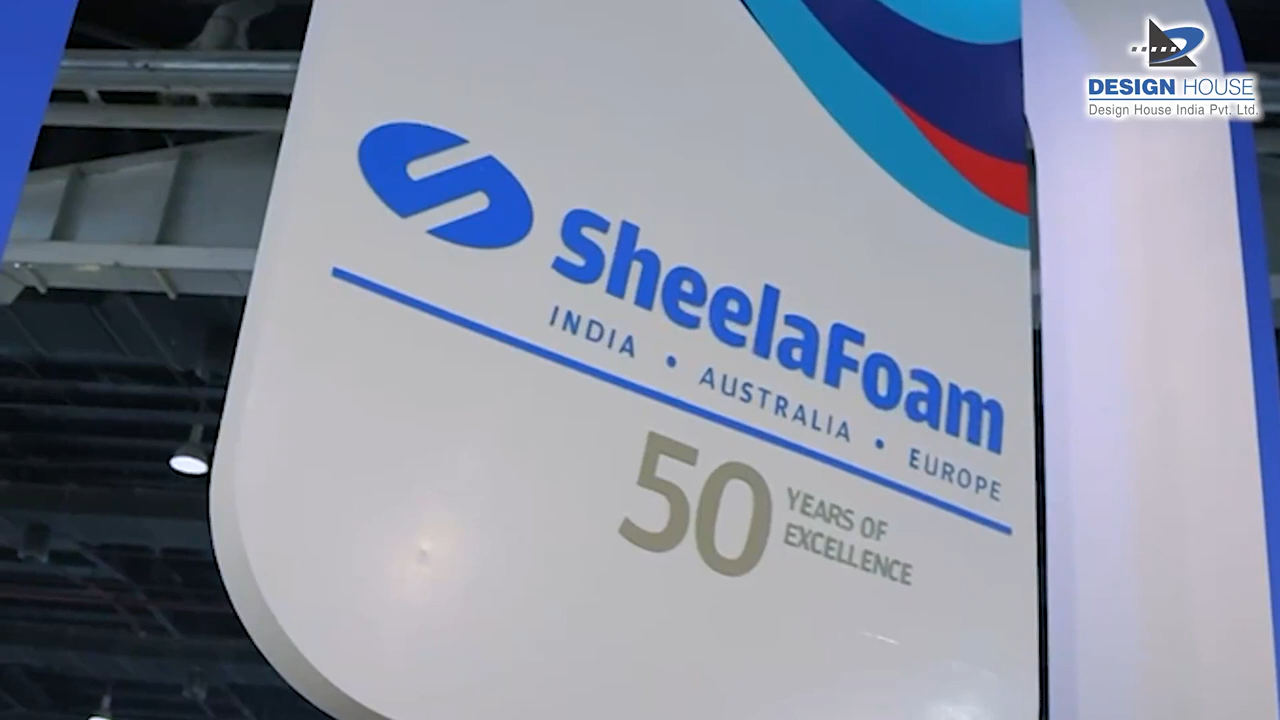 SheelaFoam
INDIA • AUSTRALIA • EUROPE
50 YEARS OF
EXCELLENCE
DESIGN HOUSE
Design House India Pvt. Ltd.